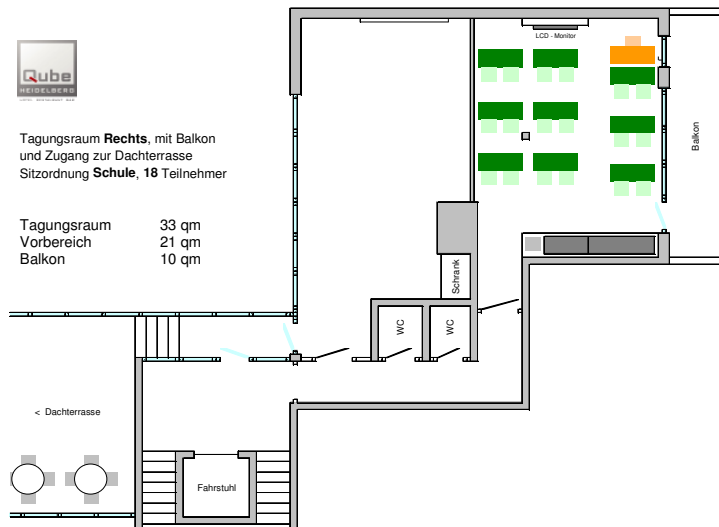 Qube
HEIDELBERG
Tagungsraum Rechts, mit Balkon
und Zugang zur Dachterrasse
Sitzordnung Schule, 18 Teilnehmer
Tagungsraum 33 qm
Vorbereich 21 qm
Balkon 10 qm
LCD - Monitor
Balkon
Schrank
WC
WC
< Dachterrasse
Fahrstuhl